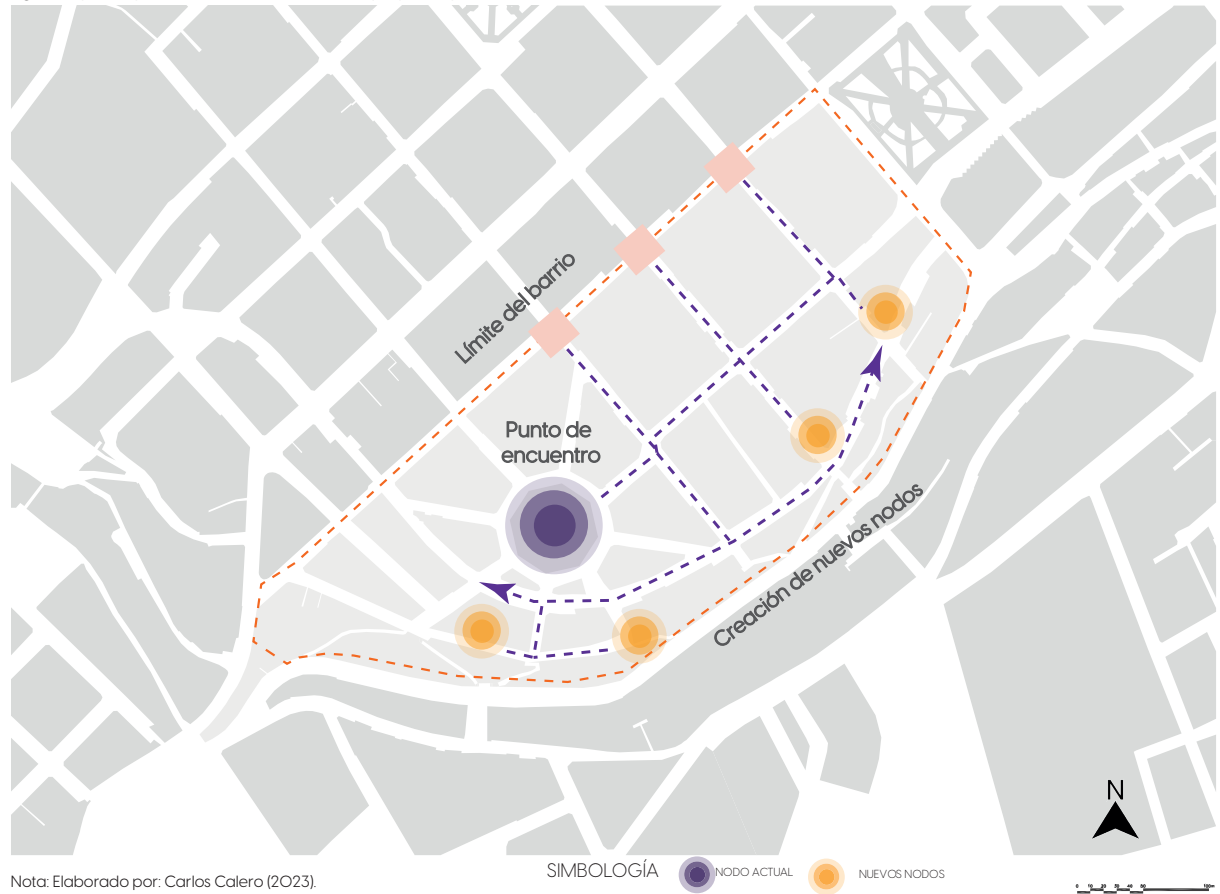 Límite del barrio
Punto de
encuentro
Creación de nuevos nodos
N
Nota: Elaborado por: Carlos Calero (2023).
SIMBOLOGÍA
NODO ACTUAL
NUEVOS NODOS